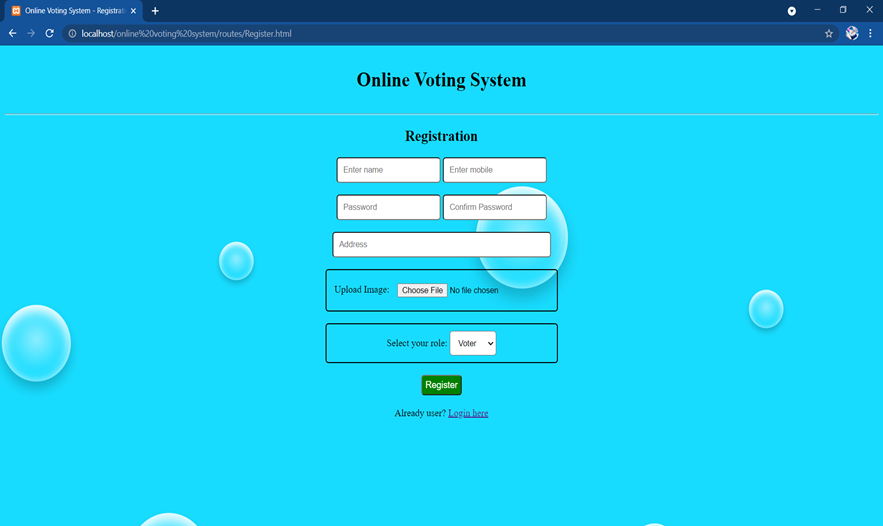 Online Voting System - Registrati
localhost/online%20voting%20system/routes/Register.html
Online Voting System
Registration
Enter name Enter mobile
Password Confirm Password
Address
Upload Image: Choose File No file chosen
Select your role: Voter
Register
Already user? Login here